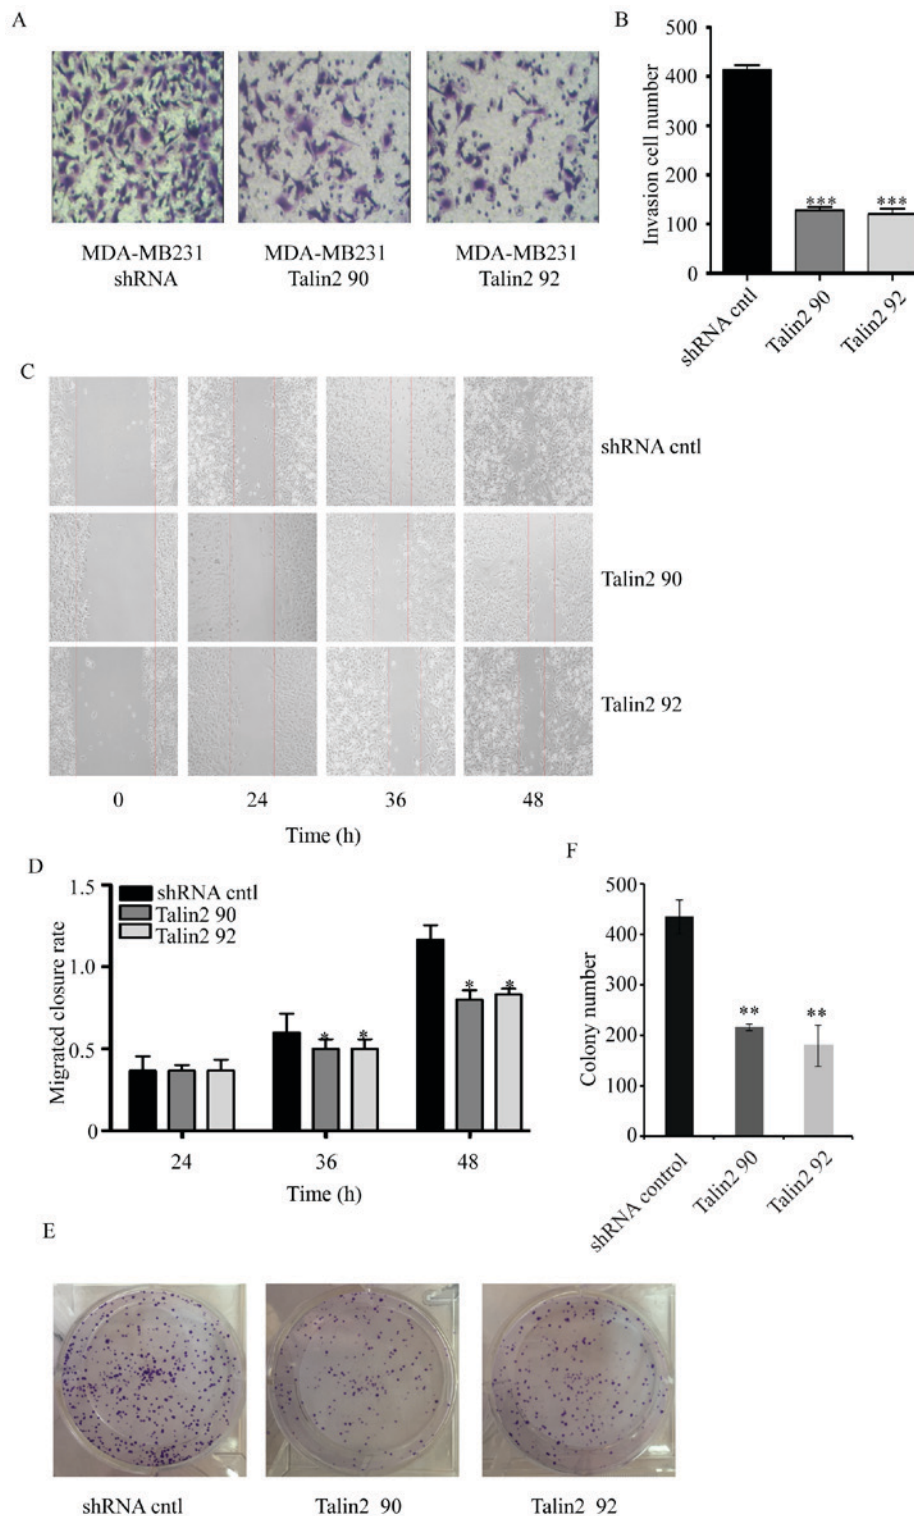 A
MDA-MB231
shRNA
MDA-MB231
Talin2 90
MDA-MB231
Talin2 92
B
Invasion cell number
500
400
300
200
100
0
***
***
shRNA cntl
Talin2 90
Talin2 92
C
shRNA cntl
Talin2 90
Talin2 92
0
24
36
48
Time (h)
D
Migrated closure rate
1.5
1.0
0.5
0
shRNA cntl
Talin2 90
Talin2 92
*
*
*
*
24
36
48
Time (h)
F
Colony number
500
400
300
200
100
0
**
**
shRNA control
Talin2 90
Talin2 92
E
shRNA cntl
Talin2 90
Talin2 92